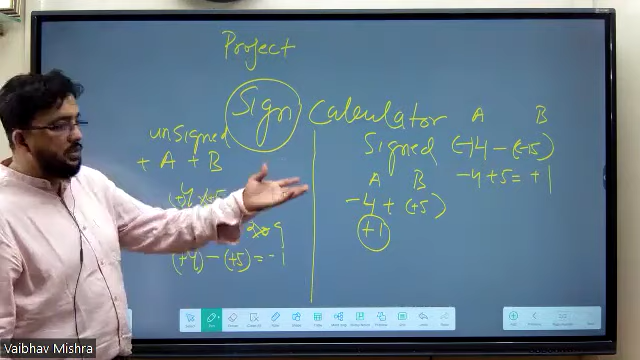 Project
Sign Calculator
unsigned
+ A + B
(+4) - (+5) = -1
Signed
A B
-4 + (+5)
+1
A B
(-4 - (-5)
-4 + 5 = +1
Vaibhav Mishra